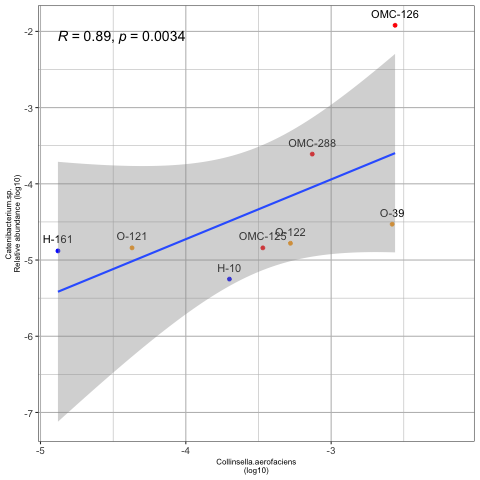 OMC-126
-2
R = 0.89, p = 0.0034
-3
OMC-288
-4
O-39
H-161
O-121
OMC-125
O-122
-5
H-10
-6
-7
Catenibacterium.sp.
Relative abundance (log10)
-5
-4
-3
Collinsella.aerofaciens
(log10)